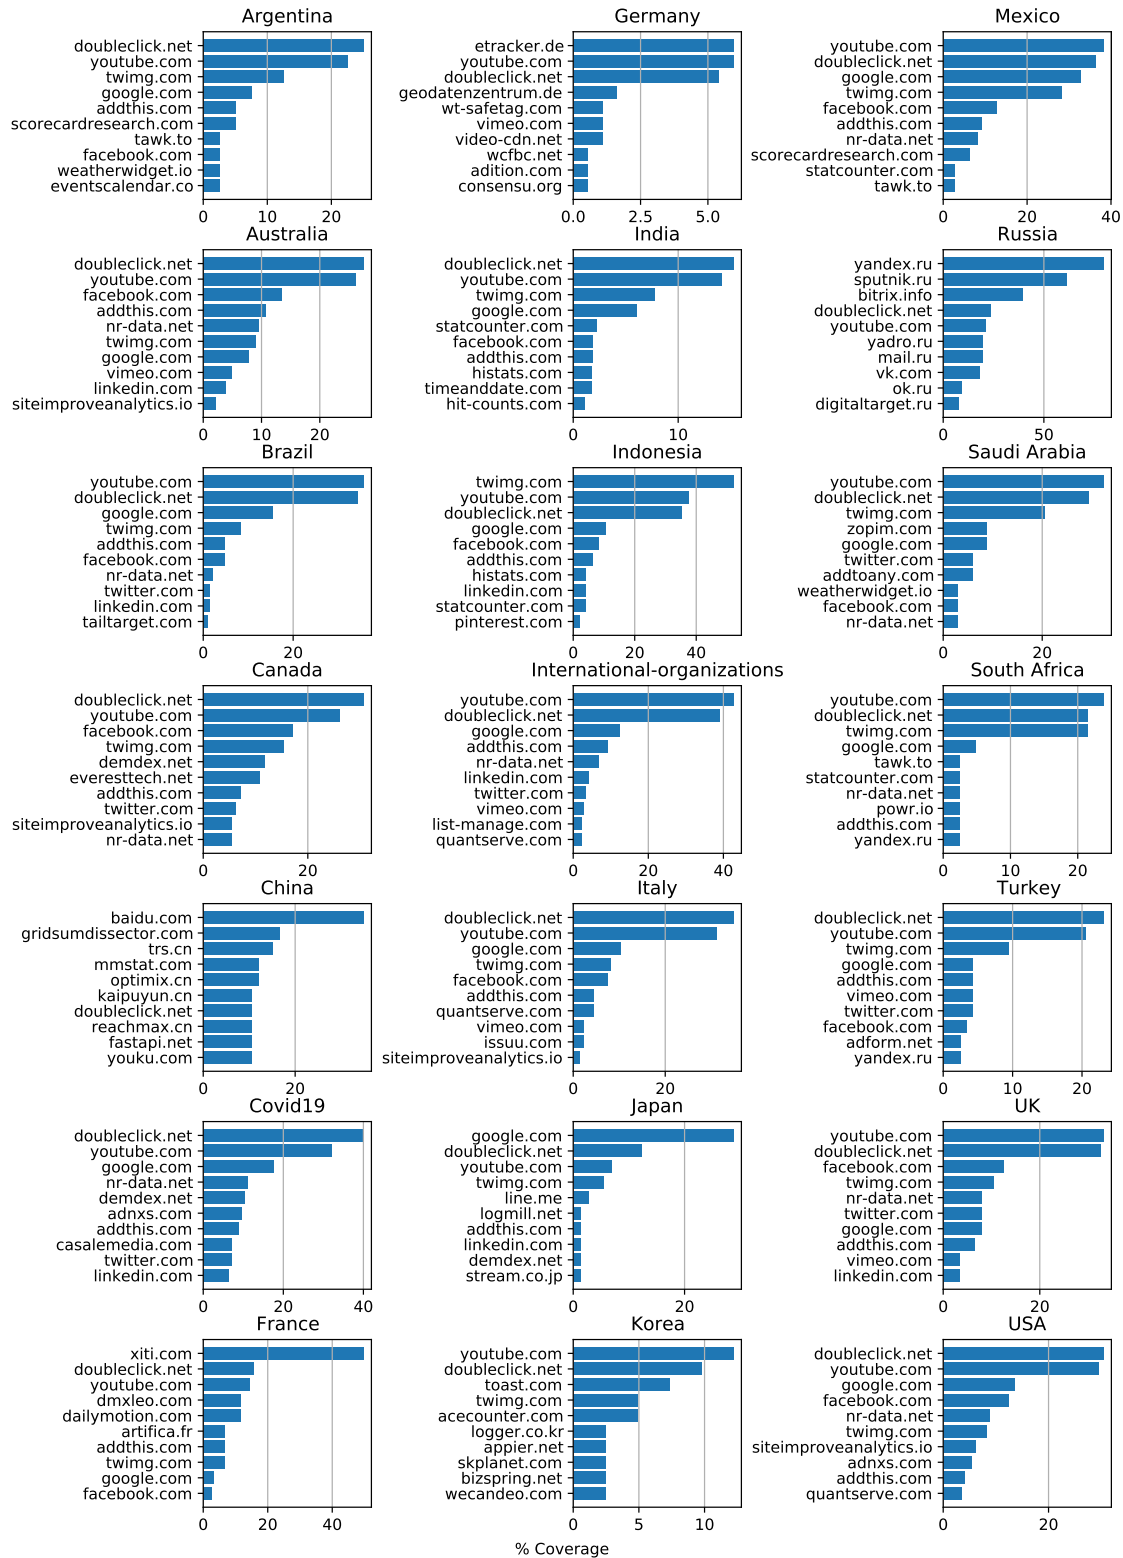 Argentina
doubleclick.net
youtube.com
twimg.com
google.com
addthis.com
scorecardresearch.com
tawk.to
facebook.com
weatherwidget.io
eventscalendar.co
0 10 20
Germany
etracker.de
youtube.com
doubleclick.net
geodatenzentrum.de
wt-safetag.com
vimeo.com
video-cdn.net
wcfbc.net
adition.com
consensu.org
0.0 2.5 5.0
Mexico
youtube.com
doubleclick.net
google.com
twimg.com
facebook.com
addthis.com
nr-data.net
scorecardresearch.com
statcounter.com
tawk.to
0 20 40
Australia
doubleclick.net
youtube.com
facebook.com
addthis.com
nr-data.net
twimg.com
google.com
vimeo.com
linkedin.com
siteimproveanalytics.io
0 10 20
India
doubleclick.net
youtube.com
twimg.com
google.com
statcounter.com
facebook.com
addthis.com
histats.com
timeanddate.com
hit-counts.com
0 10
Russia
yandex.ru
sputnik.ru
bitrix.info
doubleclick.net
youtube.com
yadro.ru
mail.ru
vk.com
ok.ru
digitaltarget.ru
0 50
Brazil
youtube.com
doubleclick.net
google.com
twimg.com
addthis.com
facebook.com
nr-data.net
twitter.com
linkedin.com
tailtarget.com
0 20
Indonesia
twimg.com
youtube.com
doubleclick.net
google.com
facebook.com
addthis.com
histats.com
linkedin.com
statcounter.com
pinterest.com
0 20 40
Saudi Arabia
youtube.com
doubleclick.net
twimg.com
zopim.com
google.com
twitter.com
addtoany.com
weatherwidget.io
facebook.com
nr-data.net
0 20
Canada
doubleclick.net
youtube.com
facebook.com
twimg.com
demdex.net
everesttech.net
addthis.com
twitter.com
siteimproveanalytics.io
nr-data.net
0 20
International-organizations
youtube.com
doubleclick.net
google.com
addthis.com
nr-data.net
linkedin.com
twitter.com
vimeo.com
list-manage.com
quantserve.com
0 20 40
South Africa
youtube.com
doubleclick.net
twimg.com
google.com
tawk.to
statcounter.com
nr-data.net
powr.io
addthis.com
yandex.ru
0 10 20
China
baidu.com
gridsumdissector.com
trs.cn
mmstat.com
optimix.cn
kaipuyun.cn
doubleclick.net
reachmax.cn
fastapi.net
youku.com
0 20
Italy
doubleclick.net
youtube.com
google.com
twimg.com
facebook.com
addthis.com
quantserve.com
vimeo.com
issuu.com
siteimproveanalytics.io
0 20
Turkey
doubleclick.net
youtube.com
twimg.com
google.com
addthis.com
vimeo.com
twitter.com
facebook.com
adform.net
yandex.ru
0 10 20
Covid19
doubleclick.net
youtube.com
google.com
nr-data.net
demdex.net
adnxs.com
addthis.com
casalemedia.com
twitter.com
linkedin.com
0 20 40
Japan
google.com
doubleclick.net
youtube.com
twimg.com
line.me
logmill.net
addthis.com
linkedin.com
demdex.net
stream.co.jp
0 20
UK
youtube.com
doubleclick.net
facebook.com
twimg.com
nr-data.net
twitter.com
google.com
addthis.com
vimeo.com
linkedin.com
0 20
France
xiti.com
doubleclick.net
youtube.com
dmxleo.com
dailymotion.com
artifica.fr
addthis.com
twimg.com
google.com
facebook.com
0 20 40
Korea
youtube.com
doubleclick.net
toast.com
twimg.com
acecounter.com
logger.co.kr
appier.net
skplanet.com
bizspring.net
wecandeo.com
0 5 10
USA
doubleclick.net
youtube.com
google.com
facebook.com
nr-data.net
twimg.com
siteimproveanalytics.io
adnxs.com
addthis.com
quantserve.com
0 20
% Coverage